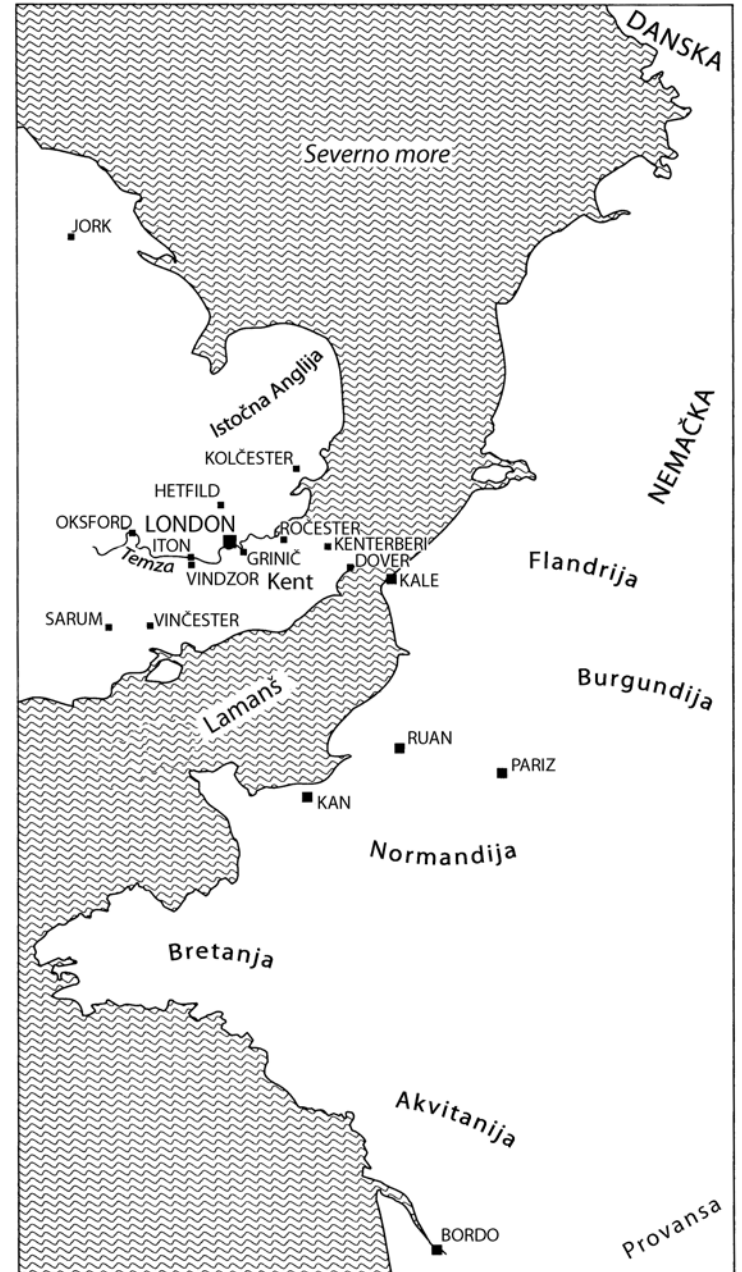 DANSKA
Severno more
JORK
Istočna Anglija
NEMAČKA
KOLČESTER
HETFILD
OKSFORD
LONDON
ROČESTER
ITON
GRINIČ
KENTERBERI
Temza
VINDZOR
Kent
DOVER
KALE
Flandrija
SARUM
VINČESTER
Burgundija
Lamanš
RUAN
PARIZ
KAN
Normandija
Bretanja
Akvitanija
Provansa
BORDO